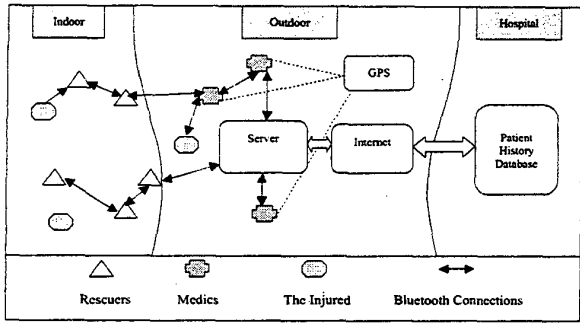 Indoor
Outdoor
Hospital
GPS
Server
Internet
Patient
History
Database
Rescuers
Medics
The Injured
Bluetooth Connections